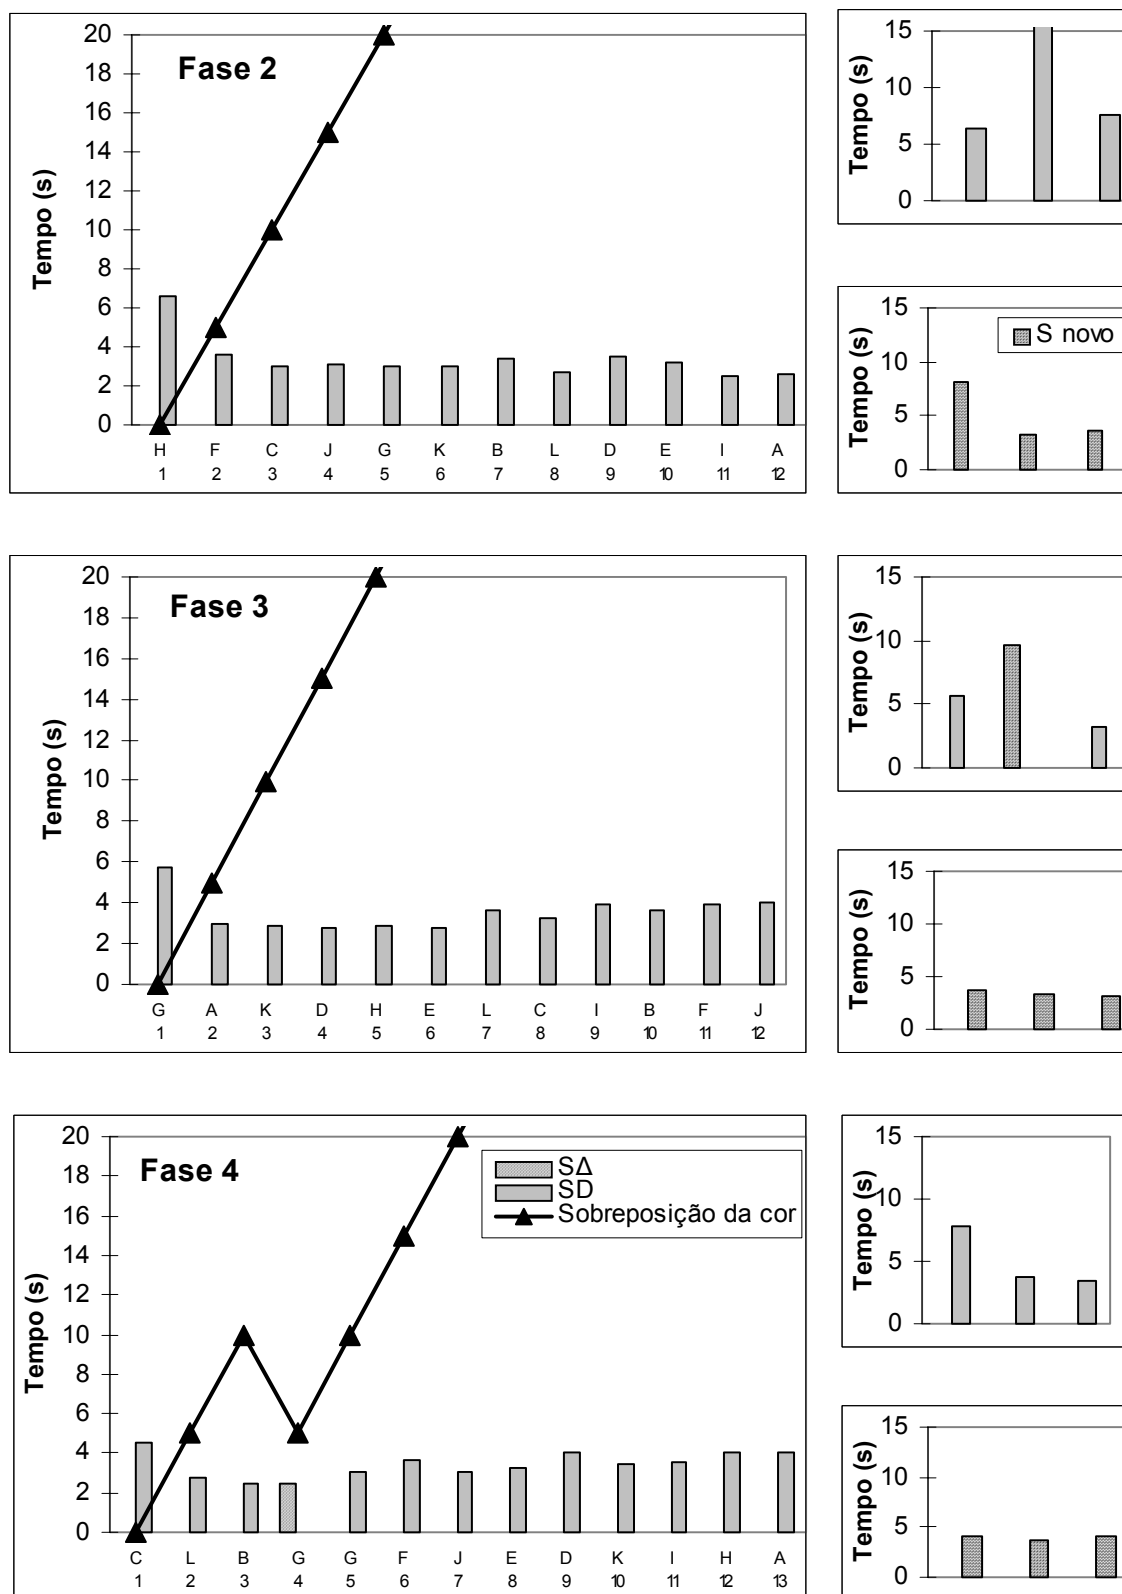 Fase 2
Tempo (s)
20
18
16
14
12
10
8
6
4
2
0
H F C J G K B L D E I A
1 2 3 4 5 6 7 8 9 10 11 12
Tempo (s)
15
10
5
0
Tempo (s)
15
10
5
0
S novo
Fase 3
Tempo (s)
20
18
16
14
12
10
8
6
4
2
0
G A K D H E L C I B F J
1 2 3 4 5 6 7 8 9 10 11 12
Tempo (s)
15
10
5
0
Tempo (s)
15
10
5
0
Fase 4
Tempo (s)
20
18
16
14
12
10
8
6
4
2
0
SΔ
SD
Sobreposição da cor
C L B G G F J E D K I H A
1 2 3 4 5 6 7 8 9 10 11 12 13
Tempo (s)
15
10
5
0
Tempo (s)
15
10
5
0